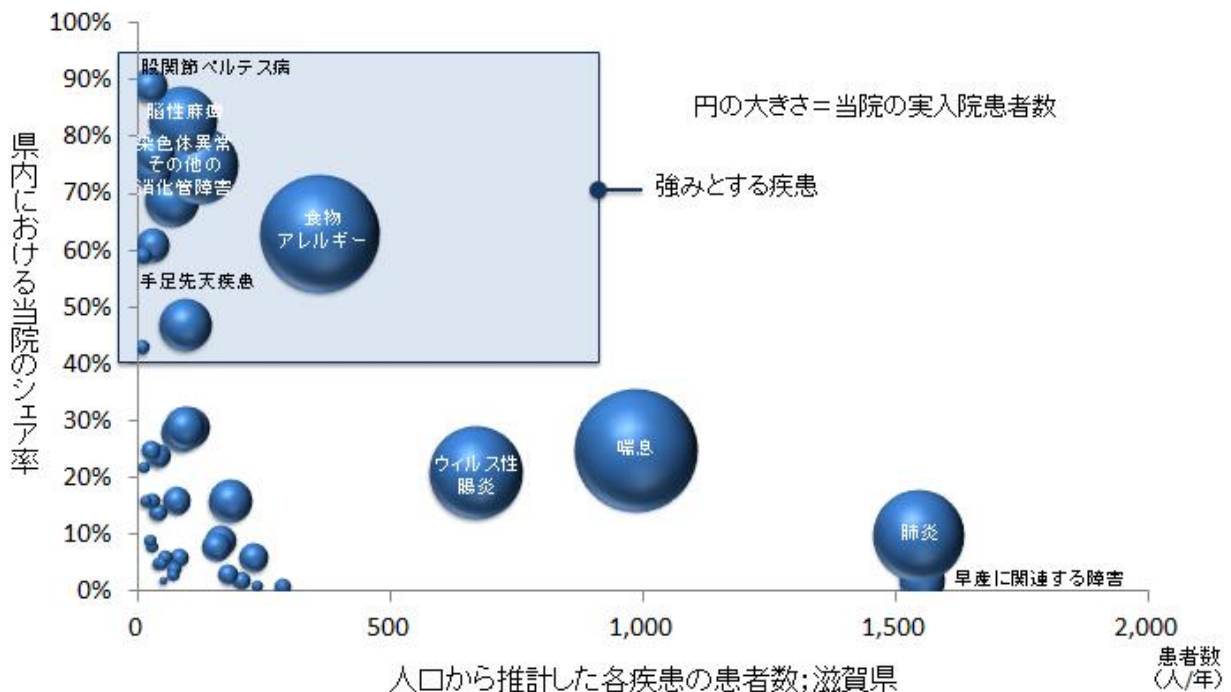 100%
90%
80%
70%
60%
50%
40%
30%
20%
10%
0%
県内における当院のシェア率
股関節ペルテス病
脳性麻痺
染色体異常
その他の
消化管障害
食物
アレルギー
手足先天疾患
円の大きさ＝当院の実入院患者数
強みとする疾患
ウィルス性
腸炎
喘息
肺炎
早産に関連する障害
0
500
1,000
1,500
2,000
人口から推計した各疾患の患者数;滋賀県
患者数
(人/年)